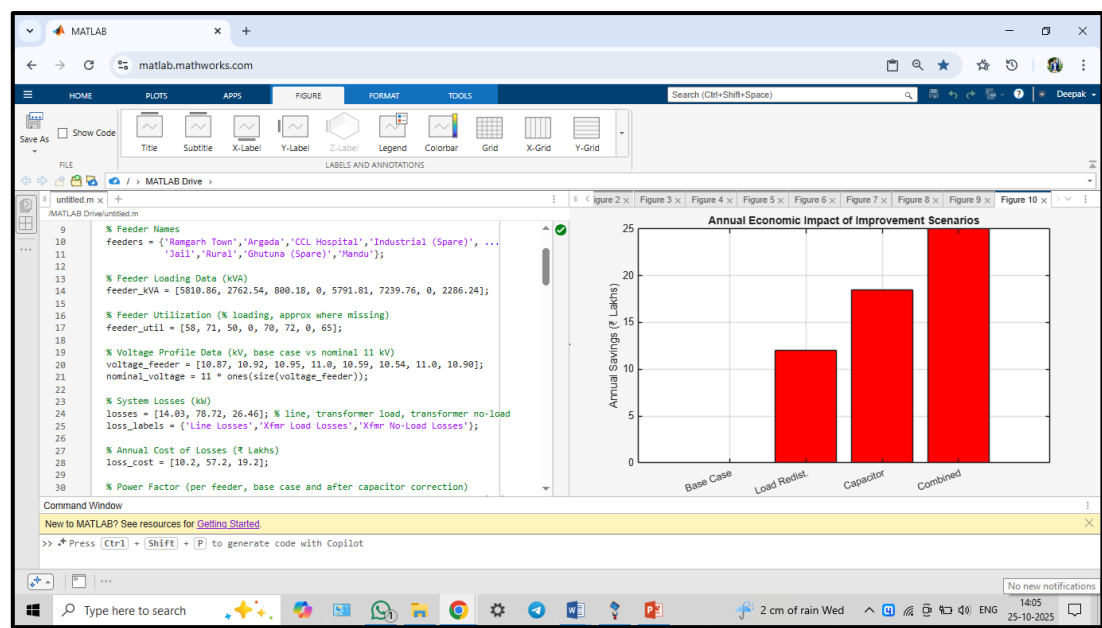 MATLAB
matlab.mathworks.com
HOME PLOTS APPS FIGURE FORMAT TOOLS Search (Ctrl+Shift+Space) Deepak
Save As Show Code Title Subtitle X-Label Y-Label Z-Label Legend Colorbar Grid X-Grid Y-Grid
FILE LABELS AND ANNOTATIONS
/ › MATLAB Drive ›
untitled.m × +
/MATLAB Drive/untitled.m
9 % Feeder Names
10 feeders = {'Ramgarh Town','Argada','CCL Hospital','Industrial (Spare)', ...
11 'Jail','Rural','Ghutuna (Spare)','Mandu'};
12
13 % Feeder Loading Data (kVA)
14 feeder_kVA = [5810.86, 2762.54, 800.18, 0, 5791.81, 7239.76, 0, 2286.24];
15
16 % Feeder Utilization (% loading, approx where missing)
17 feeder_util = [58, 71, 50, 0, 70, 72, 0, 65];
18
19 % Voltage Profile Data (kV, base case vs nominal 11 kV)
20 voltage_feeder = [10.87, 10.92, 10.95, 11.0, 10.59, 10.54, 11.0, 10.90];
21 nominal_voltage = 11 * ones(size(voltage_feeder));
22
23 % System Losses (kW)
24 losses = [14.03, 78.72, 26.46]; % line, transformer load, transformer no-load
25 loss_labels = {'Line Losses','Xfmr Load Losses','Xfmr No-Load Losses'};
26
27 % Annual Cost of Losses (₹ Lakhs)
28 loss_cost = [10.2, 57.2, 19.2];
29
30 % Power Factor (per feeder, base case and after capacitor correction)
igure 2 × Figure 3 × Figure 4 × Figure 5 × Figure 6 × Figure 7 × Figure 8 × Figure 9 × Figure 10 ×
Annual Economic Impact of Improvement Scenarios
Annual Savings (₹ Lakhs)
25
20
15
10
5
0
Base Case Load Redist. Capacitor Combined
Command Window
New to MATLAB? See resources for Getting Started.
>> Press Ctrl + Shift + P to generate code with Copilot
No new notifications
Type here to search
2 cm of rain Wed
ENG
14:05
25-10-2025